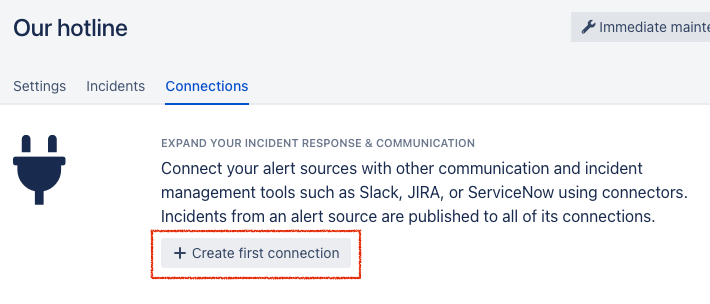 Our hotline
Immediate
Settings Incidents Connections
EXPAND YOUR INCIDENT RESPONSE & COMMUNICATION
Connect your alert sources with other communication and incident
management tools such as Slack, JIRA, or ServiceNow using connectors.
Incidents from an alert source are published to all of its connections.
+ Create first connection